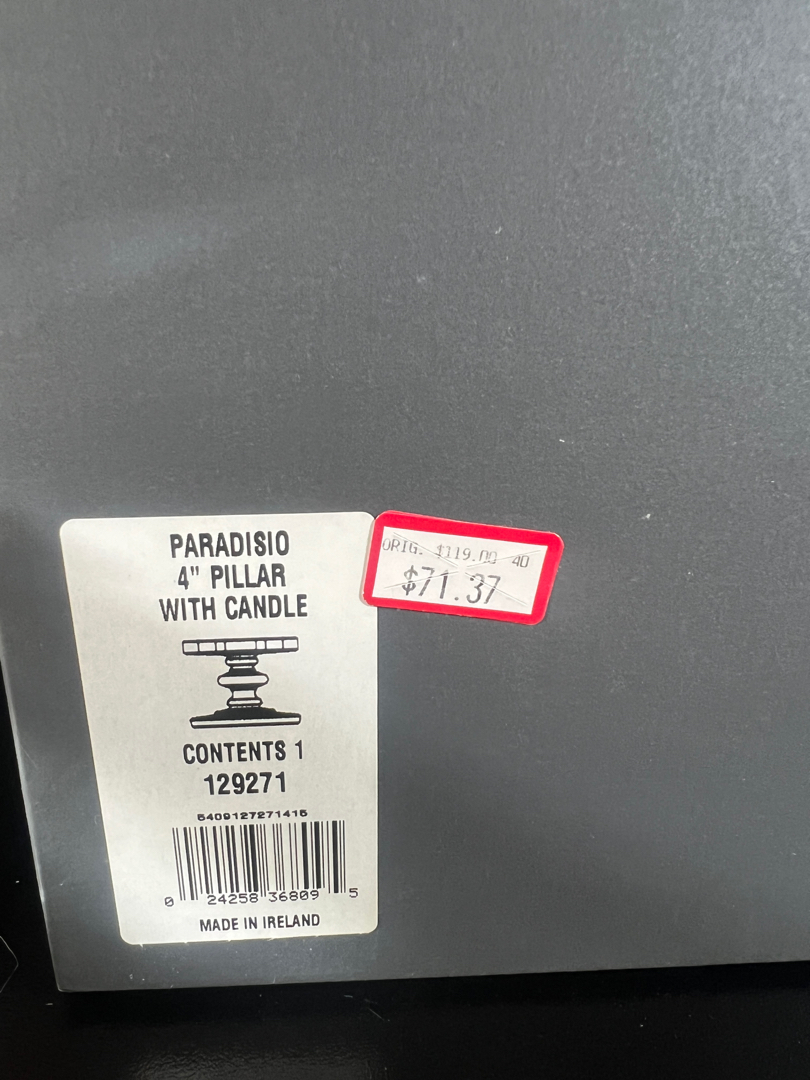 PARADISIO
4" PILLAR
WITH CANDLE
CONTENTS 1
129271
5409127271415
0 24258 36809 5
MADE IN IRELAND
ORIG. $119.00 40
$71.37